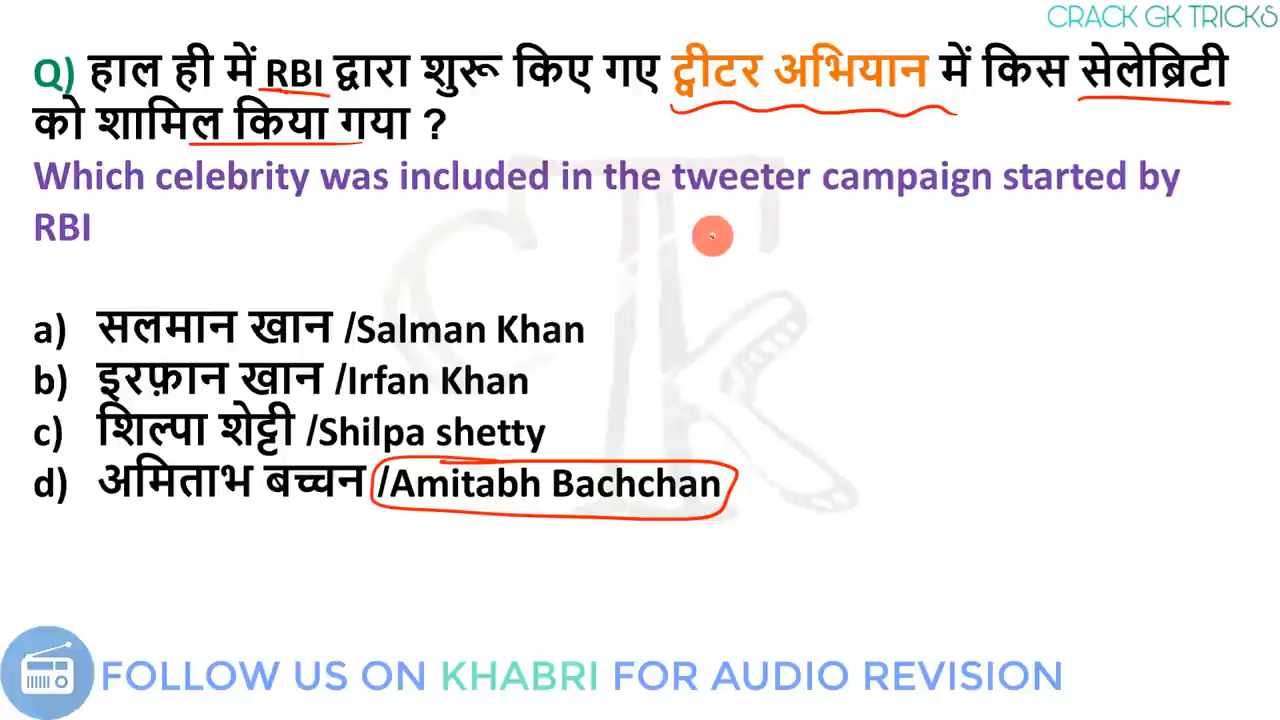 CRACK GK TRICKS
Q) हाल ही में RBI द्वारा शुरू किए गए ट्वीटर अभियान में किस सेलेब्रिटी
को शामिल किया गया ?
Which celebrity was included in the tweeter campaign started by
RBI
a) सलमान खान /Salman Khan
b) इरफ़ान खान /Irfan Khan
c) शिल्पा शेट्टी /Shilpa shetty
d) अमिताभ बच्चन /Amitabh Bachchan
FOLLOW US ON KHABRI FOR AUDIO REVISION